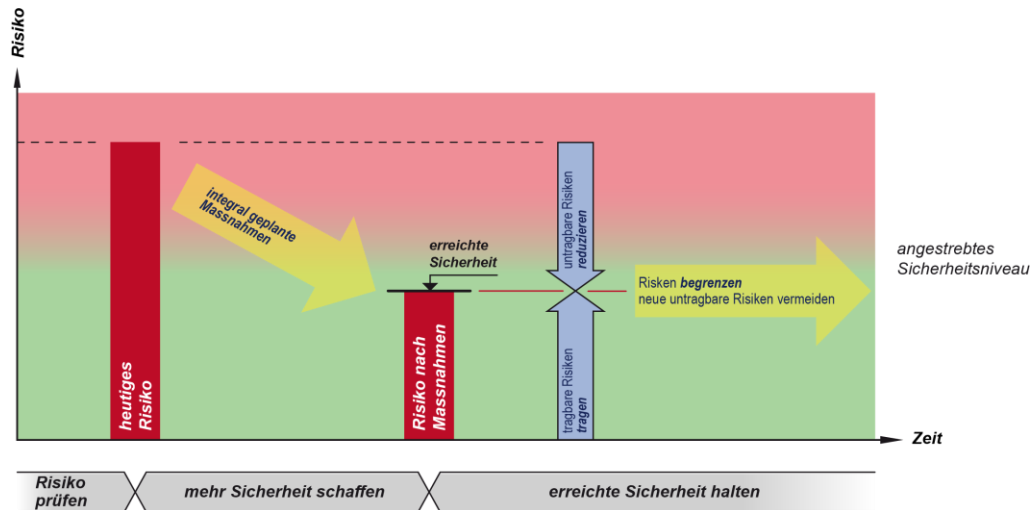 Risiko
integral geplante
Massnahmen
erreichte
Sicherheit
untragbare Risiken
reduzieren
Risken begrenzen
neue untragbare Risiken vermeiden
angestrebtes
Sicherheitsniveau
heutiges
Risiko
Risiko nach
Massnahmen
tragbare Risiken
tragen
Zeit
Risiko
prüfen
mehr Sicherheit schaffen
erreichte Sicherheit halten